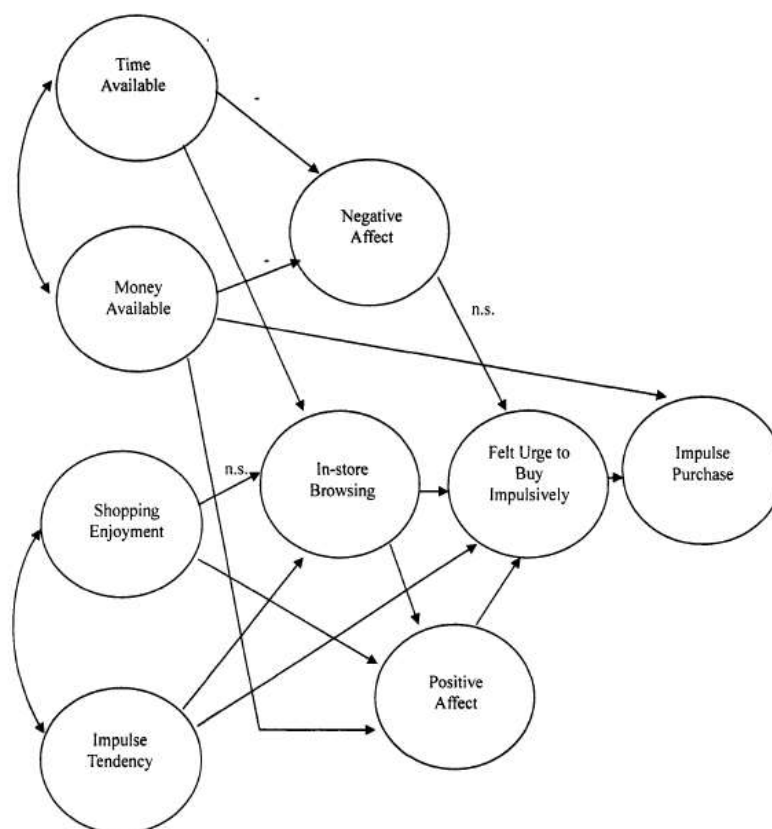 Time
Available
-
Negative
Affect
-
Money
Available
n.s.
Impulse
Purchase
Felt Urge to
Buy
Impulsively
In-store
Browsing
n.s.
Shopping
Enjoyment
Positive
Affect
Impulse
Tendency